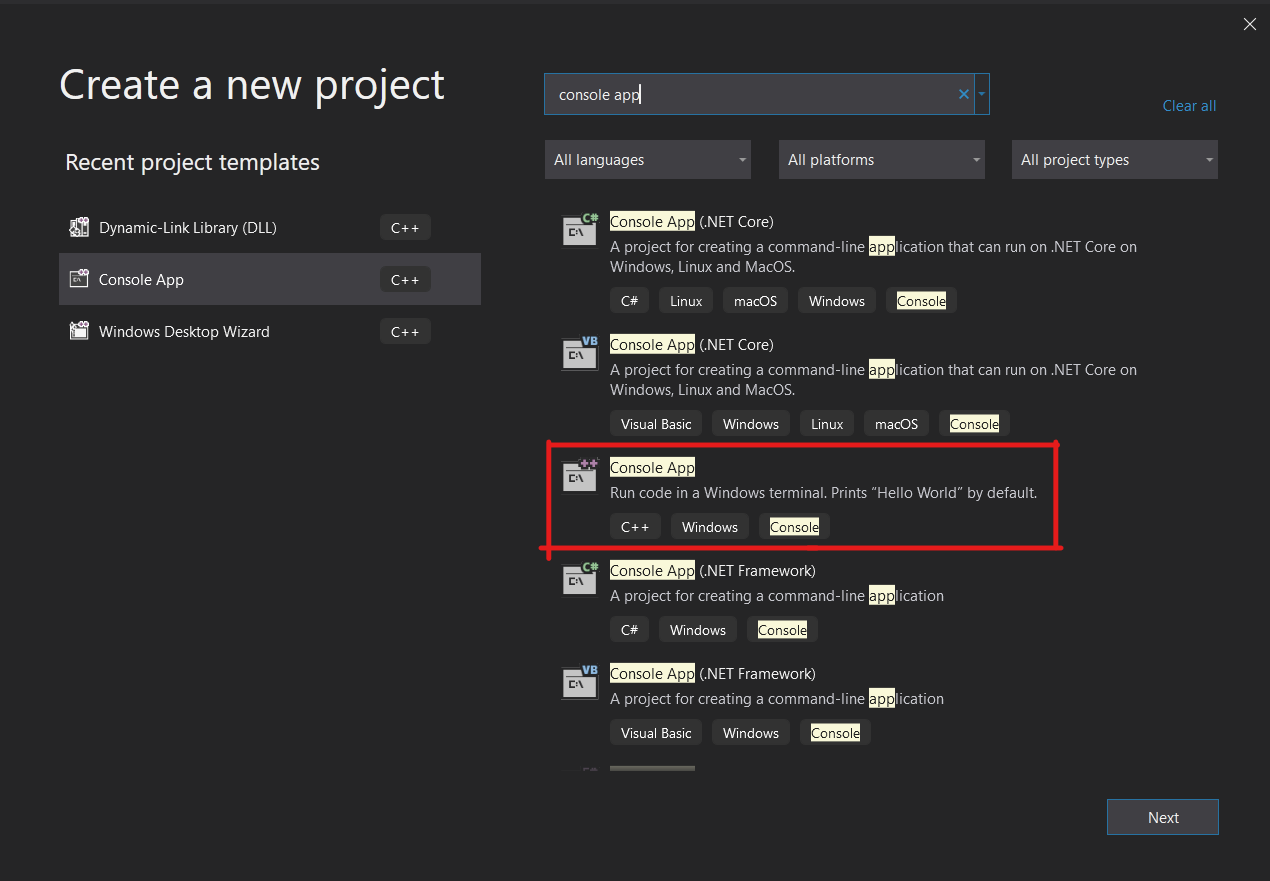 Create a new project
console app
Clear all
Recent project templates
All languages
All platforms
All project types
Dynamic-Link Library (DLL)
C++
Console App
C++
Windows Desktop Wizard
C++
C#
Console App (.NET Core)
A project for creating a command-line application that can run on .NET Core on
Windows, Linux and MacOS.
C# Linux macOS Windows Console
VB
Console App (.NET Core)
A project for creating a command-line application that can run on .NET Core on
Windows, Linux and MacOS.
Visual Basic Windows Linux macOS Console
++
Console App
Run code in a Windows terminal. Prints “Hello World” by default.
C++ Windows Console
C#
Console App (.NET Framework)
A project for creating a command-line application
C# Windows Console
VB
Console App (.NET Framework)
A project for creating a command-line application
Visual Basic Windows Console
Next